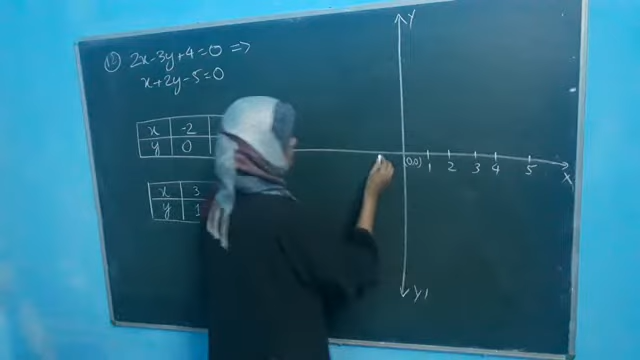 2x-3y+4=0 =>
x+2y-5=0
x -2
y 0
x 3
y 1
Y
(0,0) 1 2 3 4 5
X
Y1